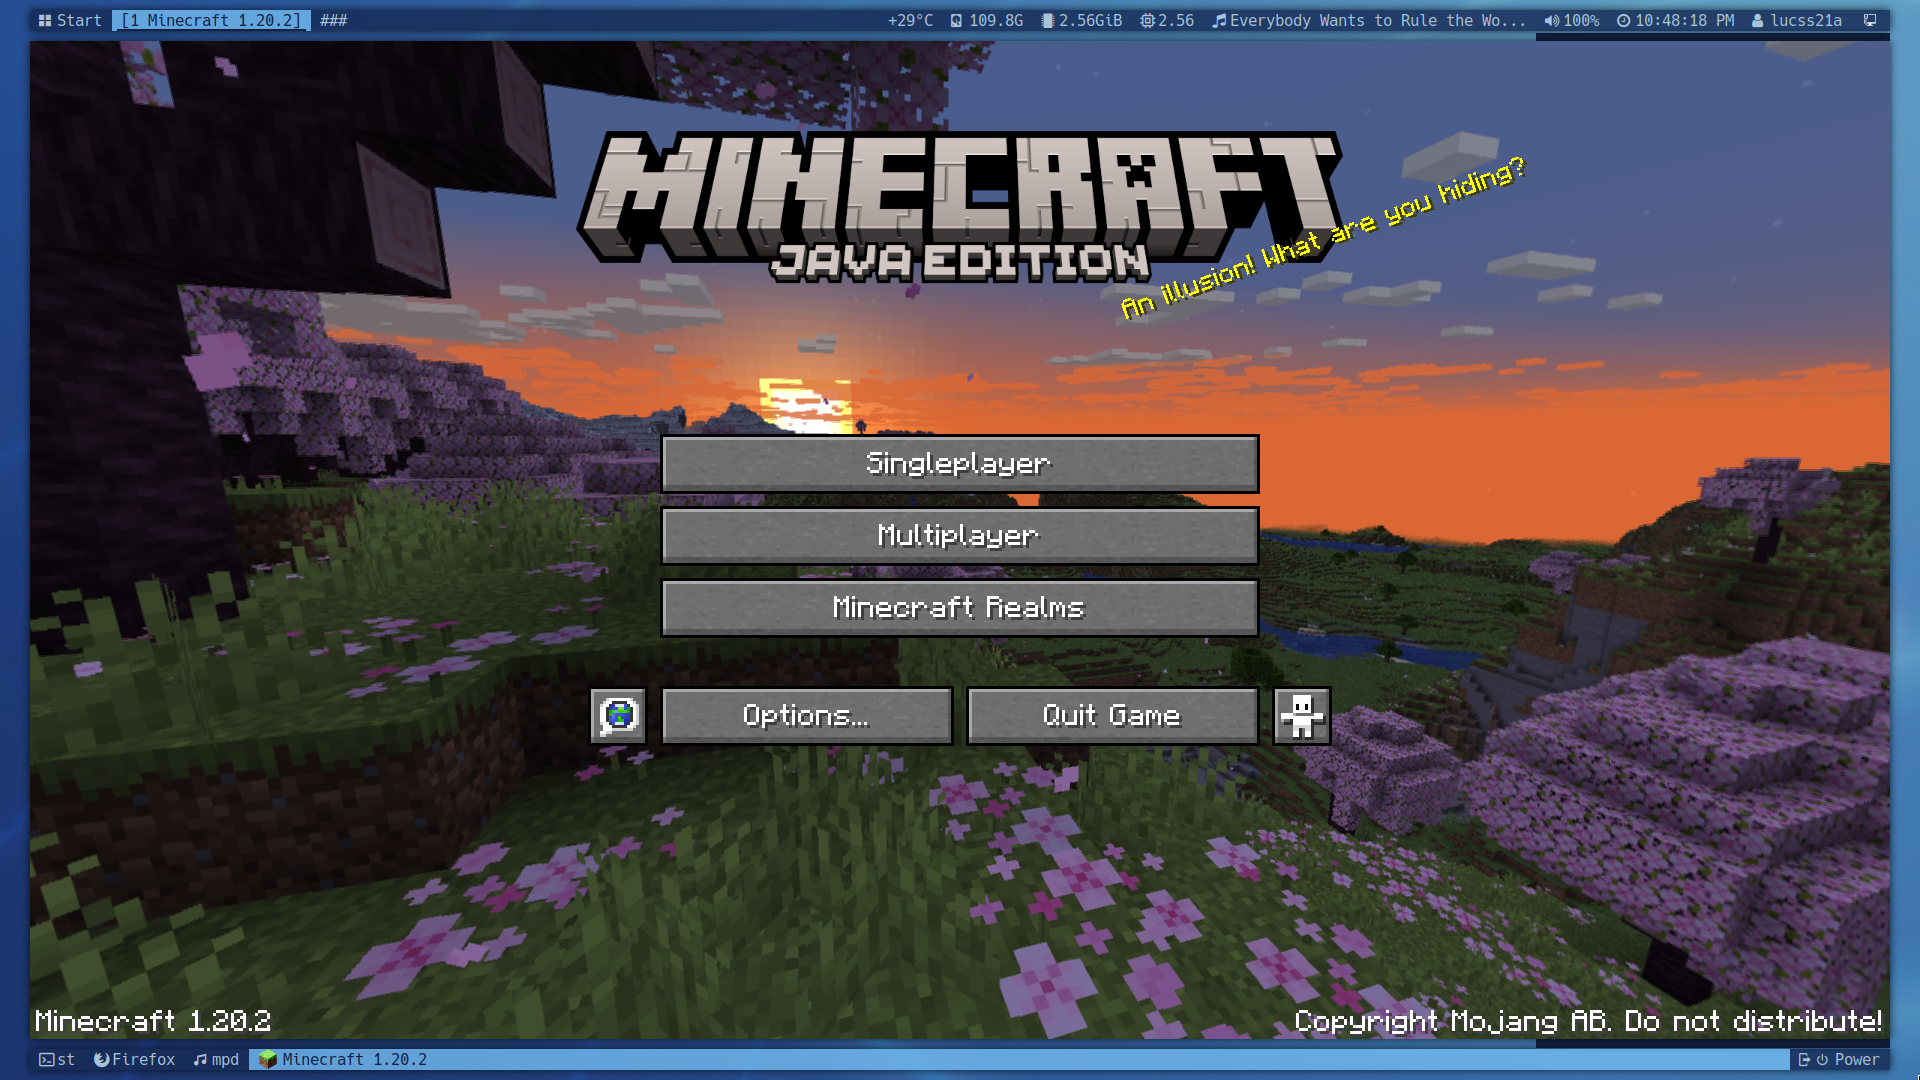 Start [1 Minecraft 1.20.2] ### +29°C 109.8G 2.56GiB 2.56 Everybody Wants to Rule the Wo... 100% 10:48:18 PM lucss21a
MINECRAFT
JAVA EDITION
An illusion! What are you hiding?
Singleplayer
Multiplayer
Minecraft Realms
Options...
Quit Game
Minecraft 1.20.2
Copyright Mojang AB. Do not distribute!
st Firefox mpd Minecraft 1.20.2 Power